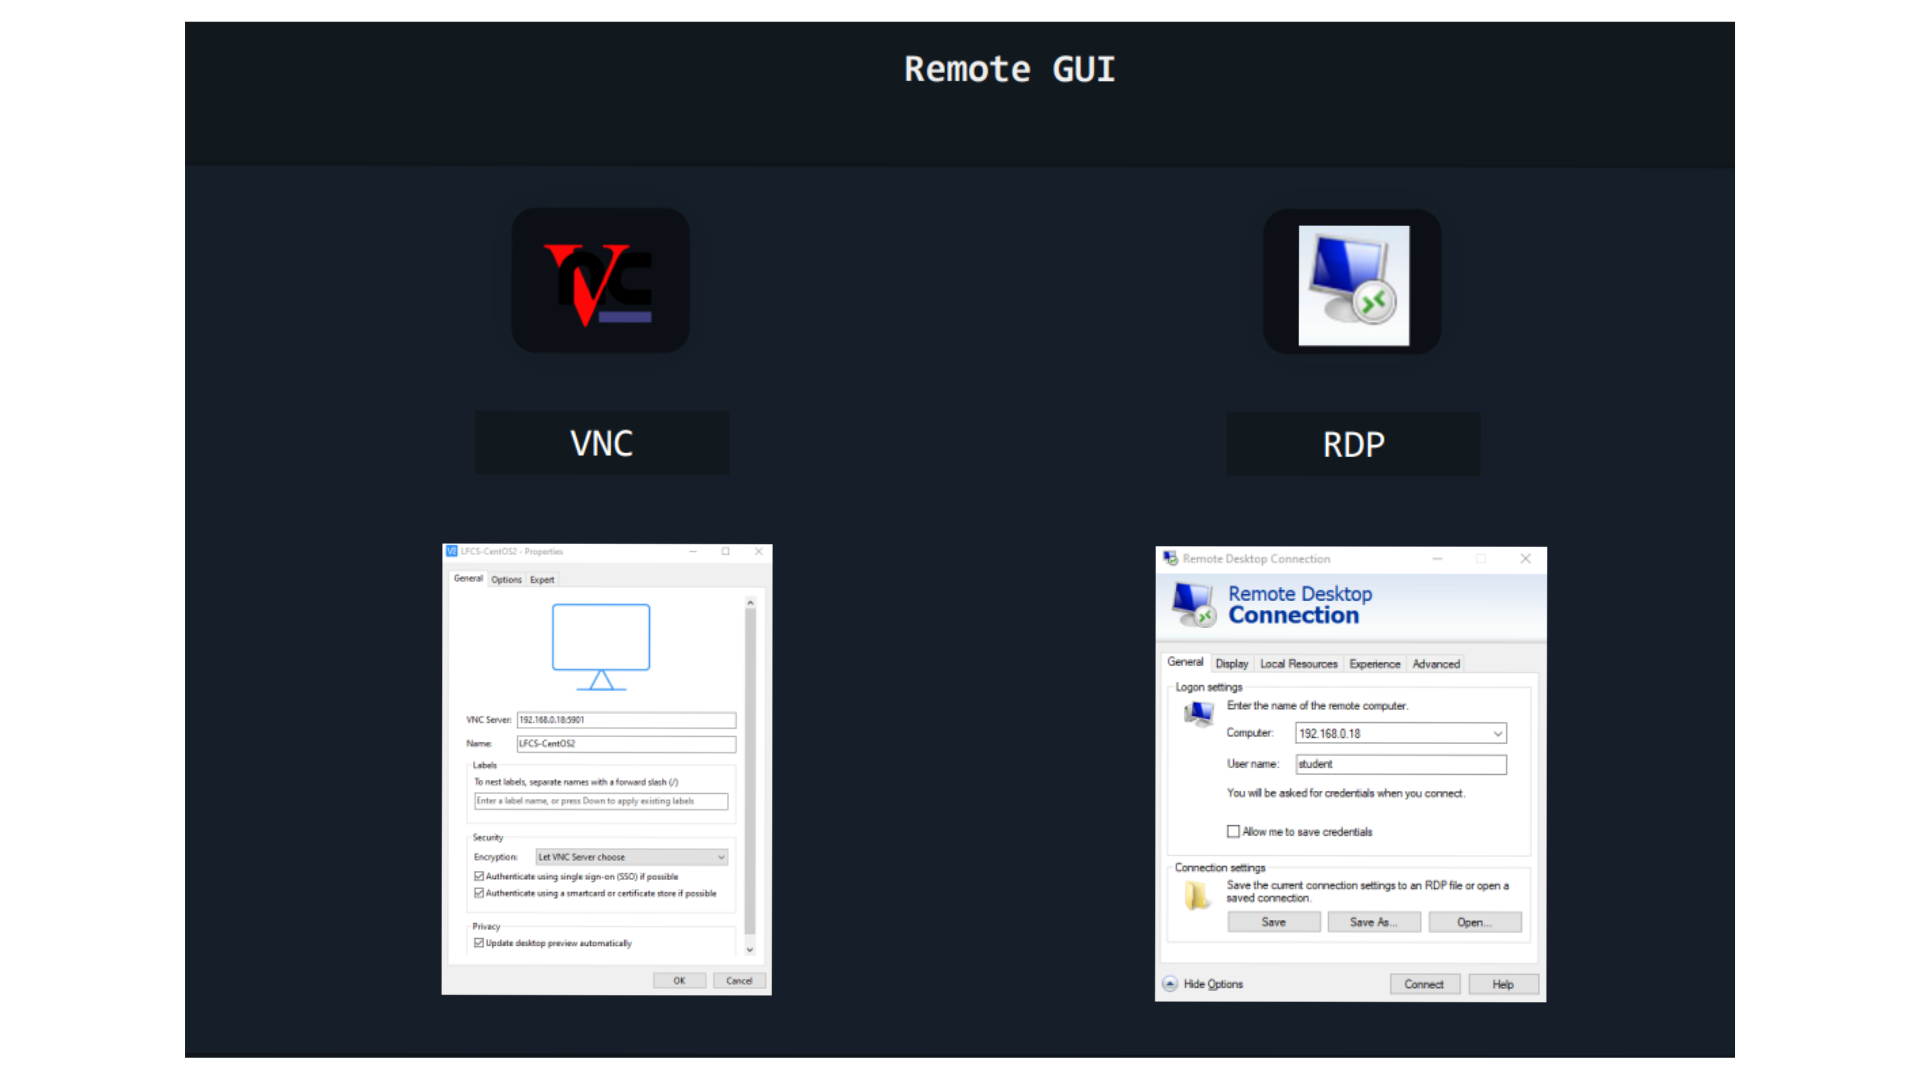 Remote GUI
VNC
VNC
RDP
V2 LFCS-CentOS2 - Properties
General Options Expert
VNC Server: 192.168.0.18:5901
Name: LFCS-CentOS2
Labels
To nest labels, separate names with a forward slash (/)
Enter a label name, or press Down to apply existing labels
Security
Encryption: Let VNC Server choose
Authenticate using single sign-on (SSO) if possible
Authenticate using a smartcard or certificate store if possible
Privacy
Update desktop preview automatically
OK Cancel
Remote Desktop Connection
Remote Desktop
Connection
General Display Local Resources Experience Advanced
Logon settings
Enter the name of the remote computer.
Computer: 192.168.0.18
User name: student
You will be asked for credentials when you connect.
Allow me to save credentials
Connection settings
Save the current connection settings to an RDP file or open a
saved connection.
Save Save As... Open...
Hide Options Connect Help